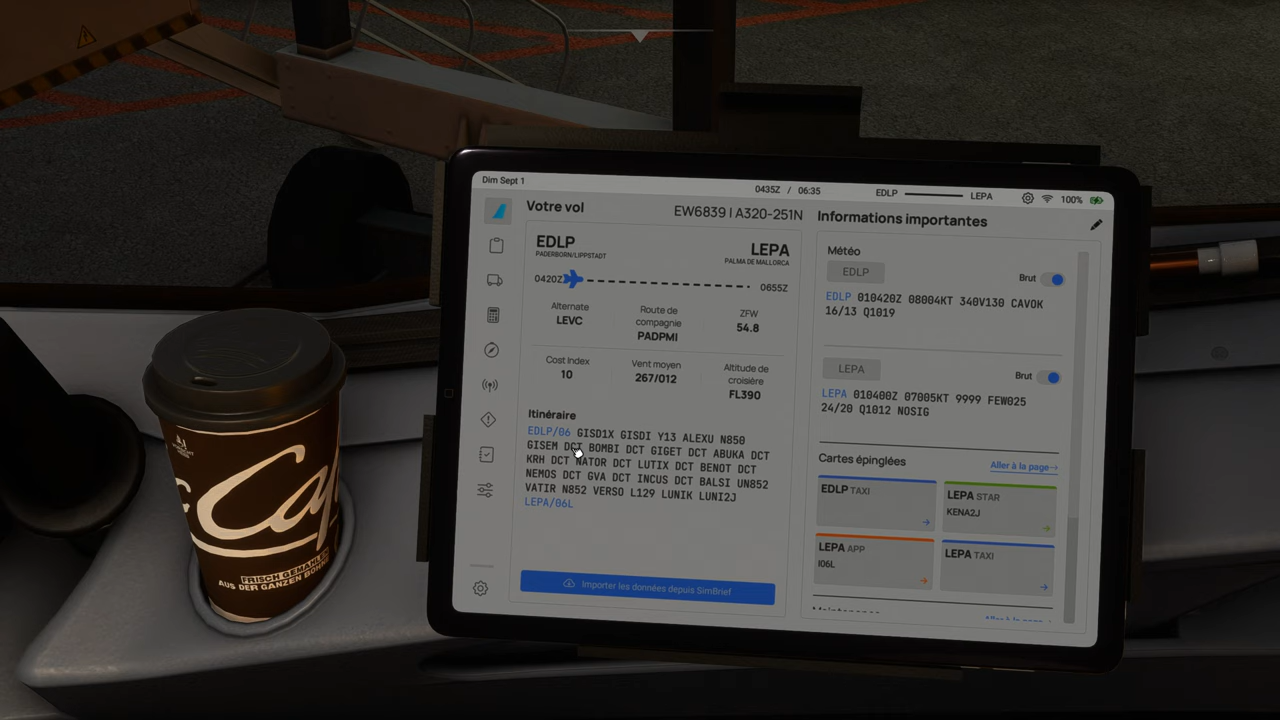 Dim Sept 1
0435Z / 06:35
EDLP LEPA
100%
Votre vol
EW6839 | A320-251N
EDLP
PADERBORN/LIPPSTADT
LEPA
PALMA DE MALLORCA
0420Z
0655Z
Alternate
LEVC
Route de
compagnie
PADPMI
ZFW
54.8
Cost Index
10
Vent moyen
267/012
Altitude de
croisière
FL390
Itinéraire
EDLP/06 GISD1X GISDI Y13 ALEXU N850
GISEM DCT BOMBI DCT GIGET DCT ABUKA DCT
KRH DCT NATOR DCT LUTIX DCT BENOT DCT
NEMOS DCT GVA DCT INCUS DCT BALSI UN852
VATIR N852 VERSO L129 LUNIK LUNI2J
LEPA/06L
Importer les données depuis SimBrief
Informations importantes
Météo
EDLP
Brut
EDLP 010420Z 08004KT 340V130 CAVOK
16/13 Q1019
LEPA
Brut
LEPA 010400Z 07005KT 9999 FEW025
24/20 Q1012 NOSIG
Cartes épinglées
Aller à la page
EDLP TAXI
LEPA STAR
KENA2J
LEPA APP
I06L
LEPA TAXI
Aller à la page
Caf
FRISCH GEMAHLEN
AUS DER GANZEN BOHNE